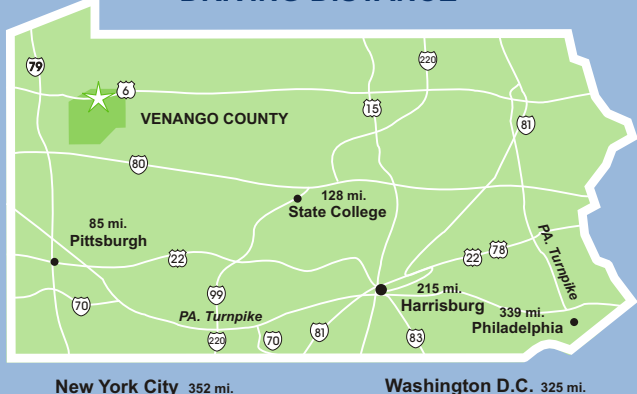 DRIVING DISTANCE
79
6
220
15
81
VENANGO COUNTY
80
128 mi.
State College
85 mi.
Pittsburgh
22
22
78
PA. Turnpike
99
70
215 mi.
Harrisburg
PA. Turnpike
339 mi.
Philadelphia
220
70
81
83
New York City 352 mi.
Washington D.C. 325 mi.